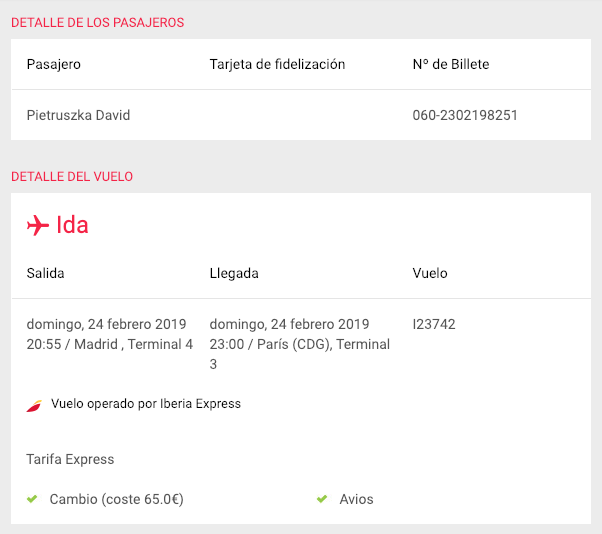 DETALLE DE LOS PASAJEROS
Pasajero Tarjeta de fidelización Nº de Billete
Pietruszka David 060-2302198251
DETALLE DEL VUELO
Ida
Salida Llegada Vuelo
domingo, 24 febrero 2019 domingo, 24 febrero 2019 I23742
20:55 / Madrid , Terminal 4 23:00 / París (CDG), Terminal
3
Vuelo operado por Iberia Express
Tarifa Express
Cambio (coste 65.0€) Avios